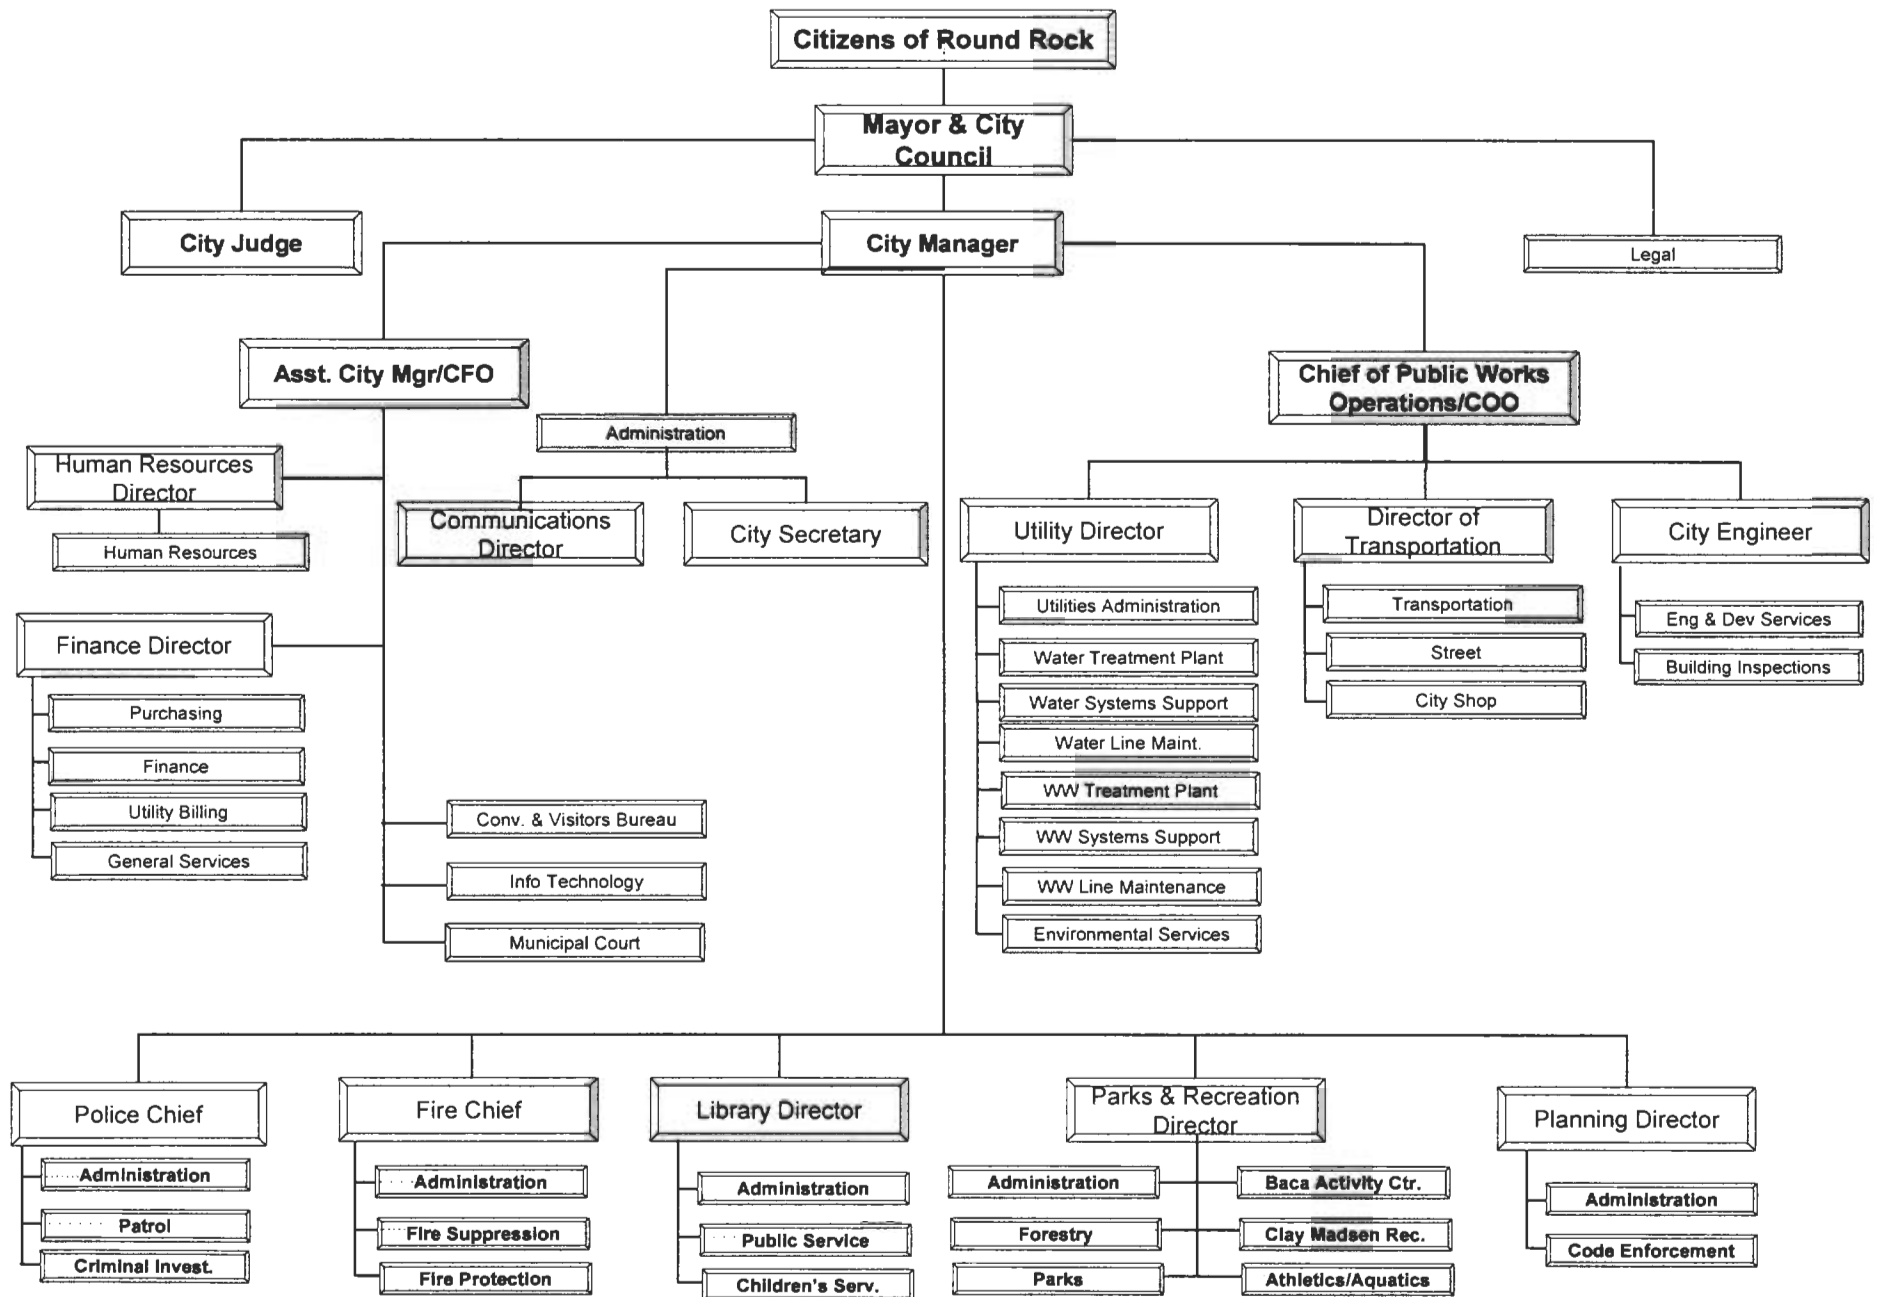 Citizens of Round Rock
Mayor & City
Council
City Judge
City Manager
Legal
Asst. City Mgr/CFO
Chief of Public Works
Operations/COO
Administration
Human Resources
Director
Human Resources
Communications
Director
City Secretary
Utility Director
Director of
Transportation
City Engineer
Utilities Administration
Water Treatment Plant
Water Systems Support
Water Line Maint.
WW Treatment Plant
WW Systems Support
WW Line Maintenance
Environmental Services
Transportation
Street
City Shop
Eng & Dev Services
Building Inspections
Finance Director
Purchasing
Finance
Utility Billing
General Services
Conv. & Visitors Bureau
Info Technology
Municipal Court
Police Chief
Administration
Patrol
Criminal Invest.
Fire Chief
Administration
Fire Suppression
Fire Protection
Library Director
Administration
Public Service
Children's Serv.
Parks & Recreation
Director
Administration
Forestry
Parks
Baca Activity Ctr.
Clay Madsen Rec.
Athletics/Aquatics
Planning Director
Administration
Code Enforcement